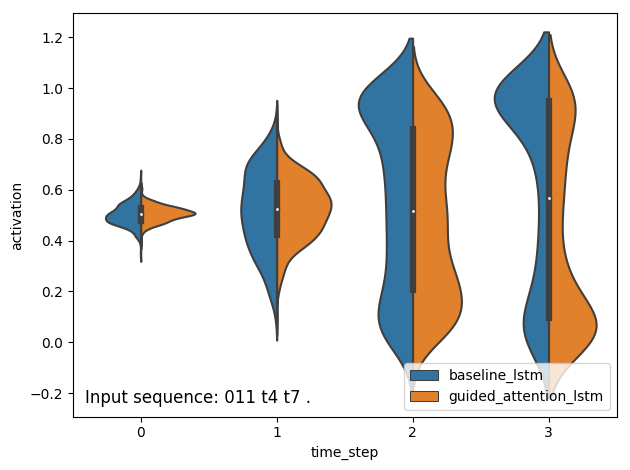 1.2
1.0
0.8
0.6
0.4
0.2
0.0
−0.2
activation
Input sequence: 011 t4 t7 .
baseline_lstm
guided_attention_lstm
0 1 2 3
time_step